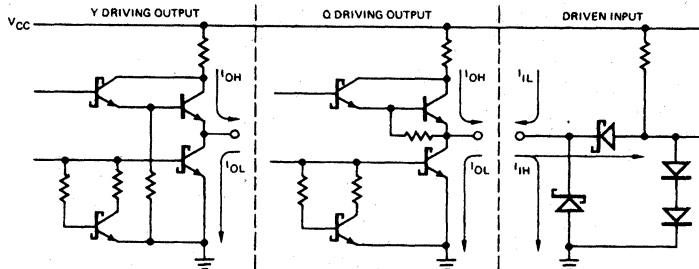 Y DRIVING OUTPUT
Q DRIVING OUTPUT
DRIVEN INPUT
VCC
IOH
IOL
IOH
IOL
IIL
IIH